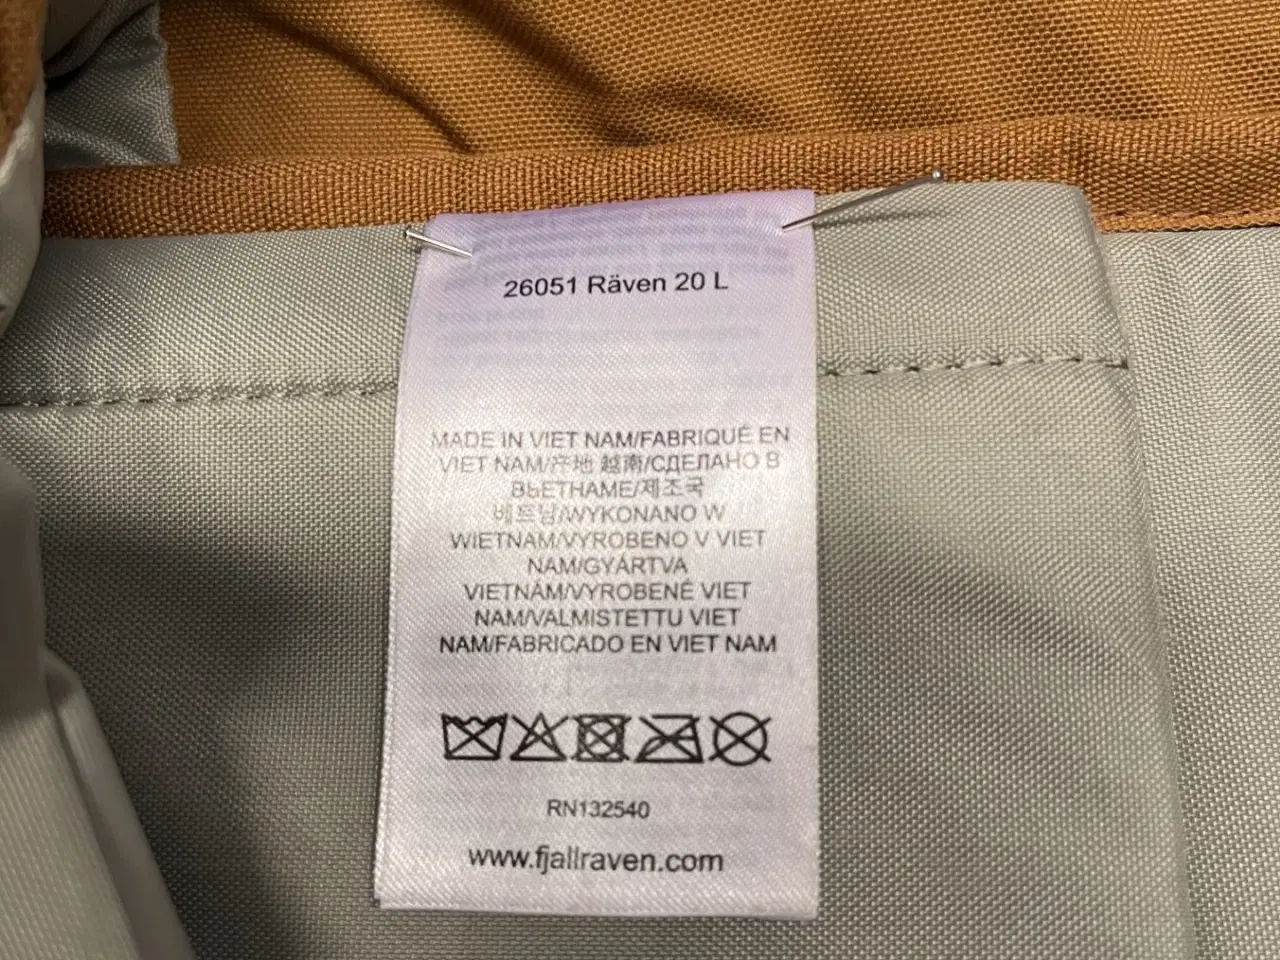 26051 Räven 20 L
MADE IN VIET NAM/FABRIQUÉ EN
VIET NAM/产地 越南/СДЕЛАНО В
ВЬЕТНАМЕ/제조국
베트남/WYKONANO W
WIETNAM/VYROBENO V VIET
NAM/GYÁRTVA
VIETNÁM/VYROBENÉ VIET
NAM/VALMISTETTU VIET
NAM/FABRICADO EN VIET NAM
RN132540
www.fjallraven.com